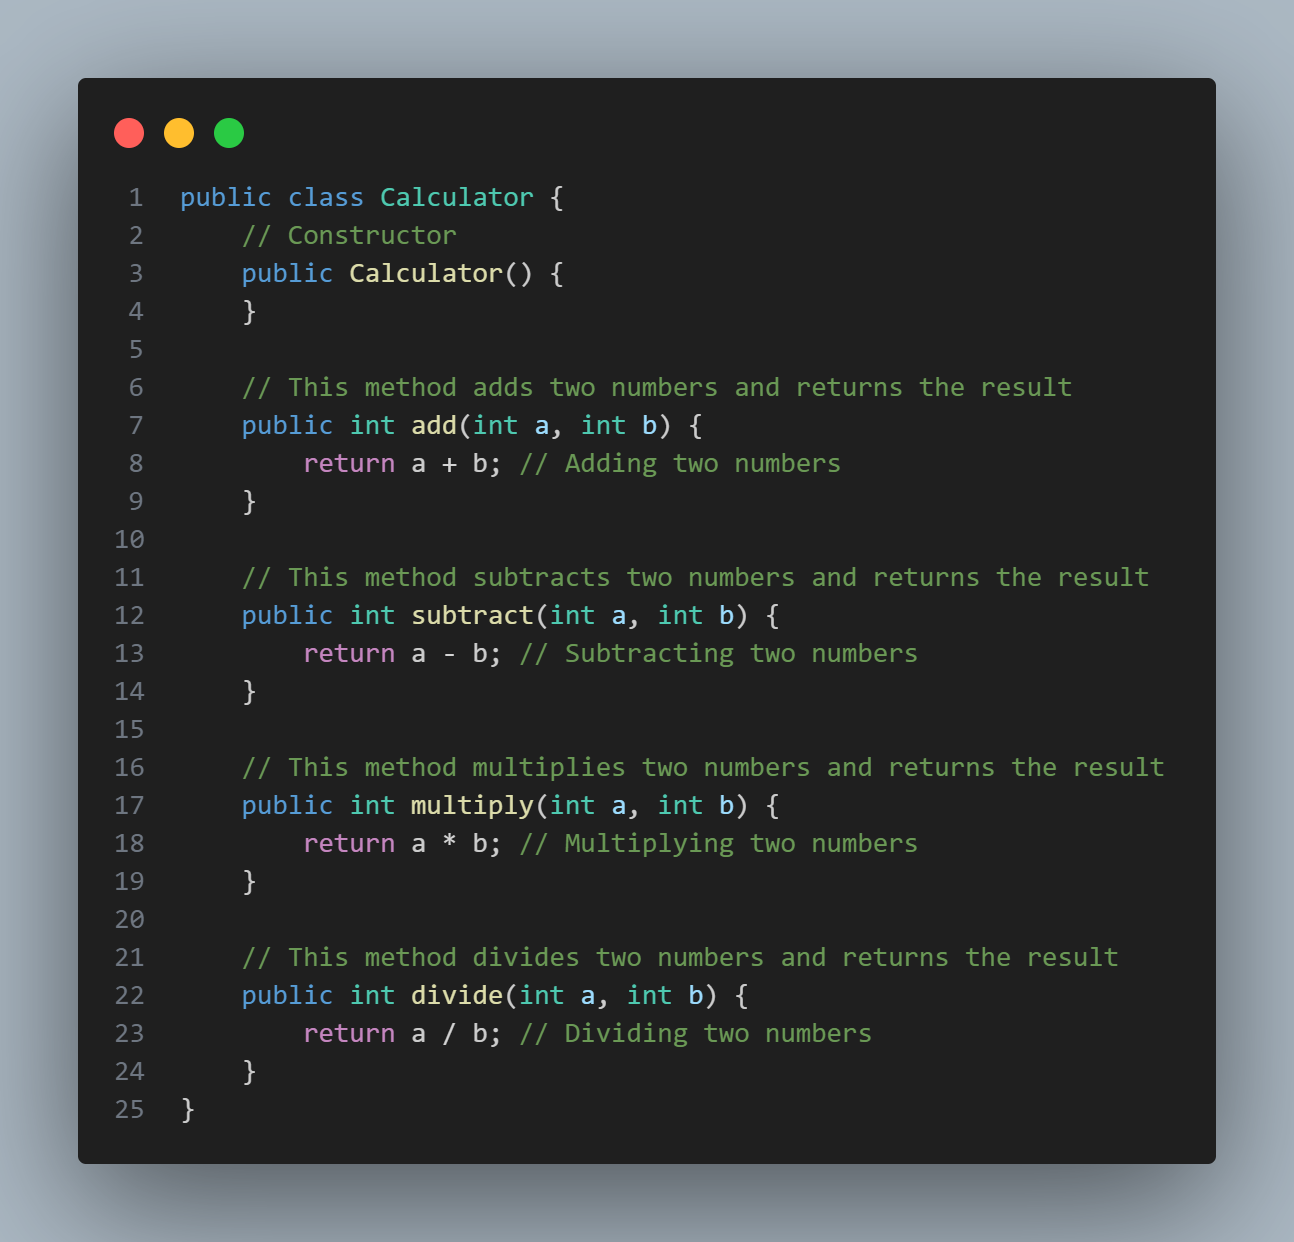 1 public class Calculator {
2     // Constructor
3     public Calculator() {
4     }
5
6     // This method adds two numbers and returns the result
7     public int add(int a, int b) {
8         return a + b; // Adding two numbers
9     }
10
11     // This method subtracts two numbers and returns the result
12     public int subtract(int a, int b) {
13         return a - b; // Subtracting two numbers
14     }
15
16     // This method multiplies two numbers and returns the result
17     public int multiply(int a, int b) {
18         return a * b; // Multiplying two numbers
19     }
20
21     // This method divides two numbers and returns the result
22     public int divide(int a, int b) {
23         return a / b; // Dividing two numbers
24     }
25 }